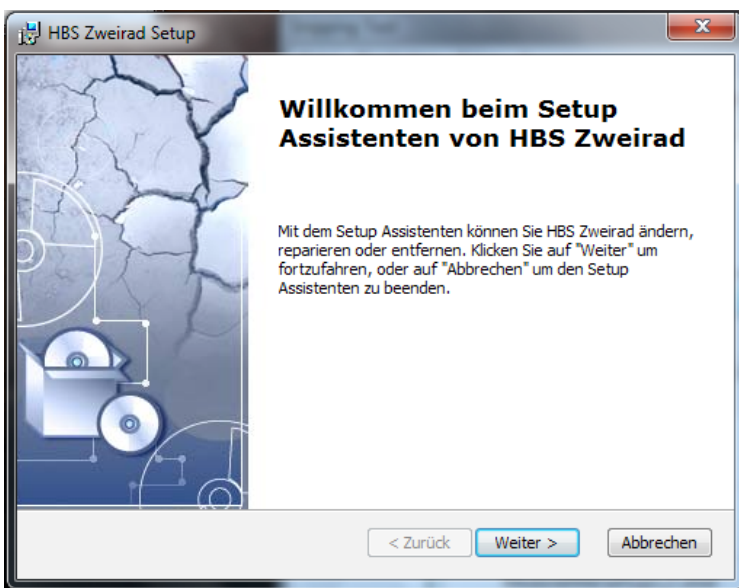 HBS Zweirad Setup
Willkommen beim Setup
Assistenten von HBS Zweirad
Mit dem Setup Assistenten können Sie HBS Zweirad ändern,
reparieren oder entfernen. Klicken Sie auf "Weiter" um
fortzufahren, oder auf "Abbrechen" um den Setup
Assistenten zu beenden.
< Zurück Weiter > Abbrechen